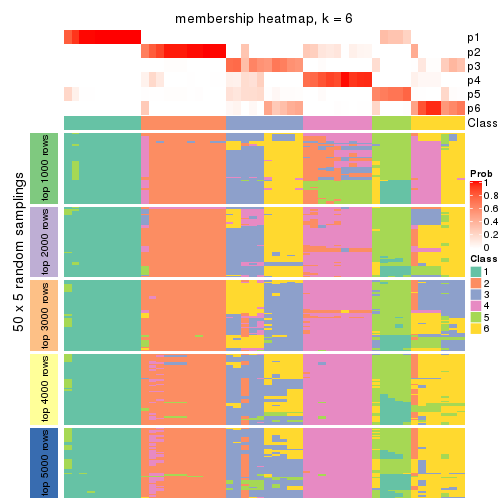 membership heatmap, k = 6
p1
p2
p3
p4
p5
p6
Class
50 x 5 random samplings
top 1000 rows
top 2000 rows
top 3000 rows
top 4000 rows
top 5000 rows
Prob
1
0.8
0.6
0.4
0.2
0
Class
1
2
3
4
5
6